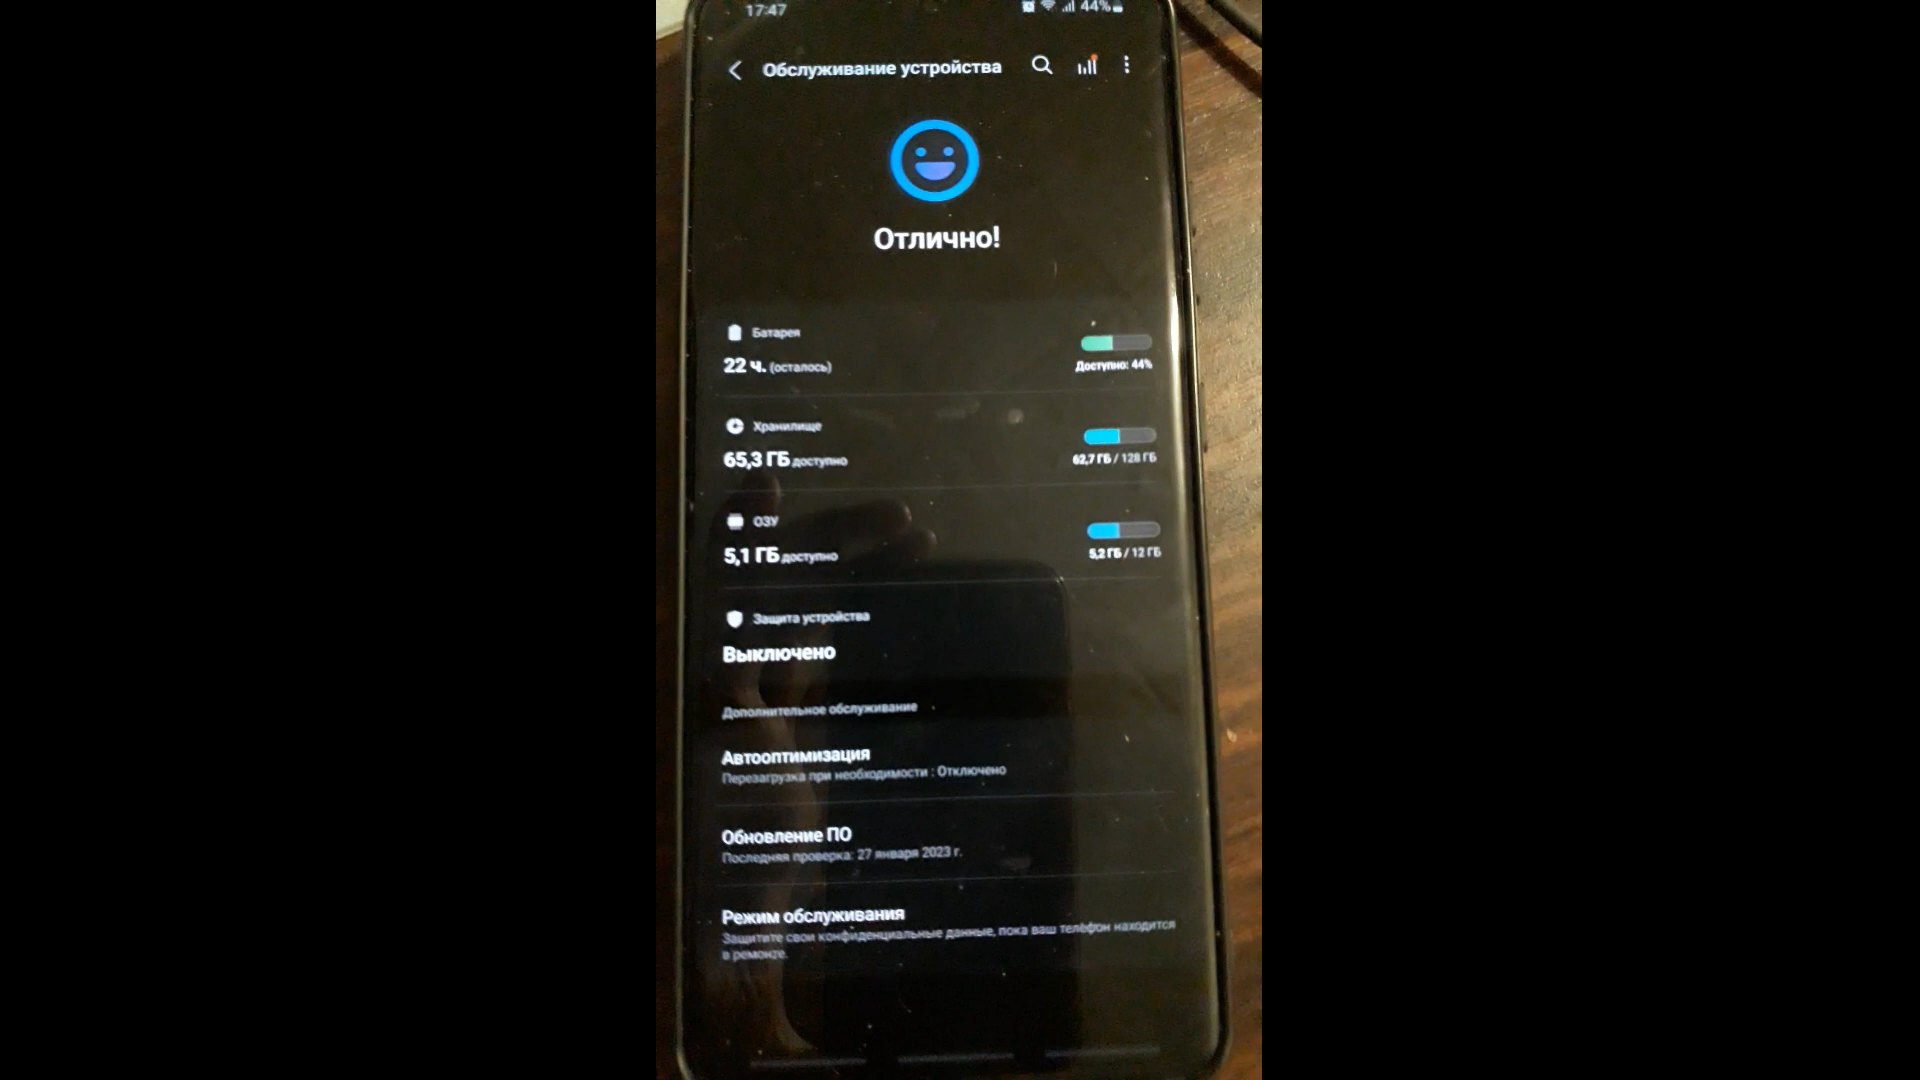 17:47
44%
Обслуживание устройства
Отлично!
Батарея
22 ч. (осталось)
Доступно: 44%
Хранилище
65,3 ГБ доступно
62,7 ГБ / 128 ГБ
ОЗУ
5,1 ГБ доступно
5,2 ГБ / 12 ГБ
Защита устройства
Выключено
Дополнительное обслуживание
Автооптимизация
Перезагрузка при необходимости : Отключено
Обновление ПО
Последняя проверка: 27 января 2023 г.
Режим обслуживания
Защитите свои конфиденциальные данные, пока ваш телефон находится
в ремонте.